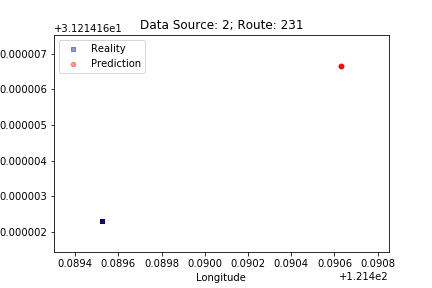 Data Source: 2; Route: 231
+3.121416e1
Reality
Prediction
0.000007
0.000006
0.000005
0.000004
0.000003
0.000002
0.0894 0.0896 0.0898 0.0900 0.0902 0.0904 0.0906 0.0908
Longitude
+1.214e2